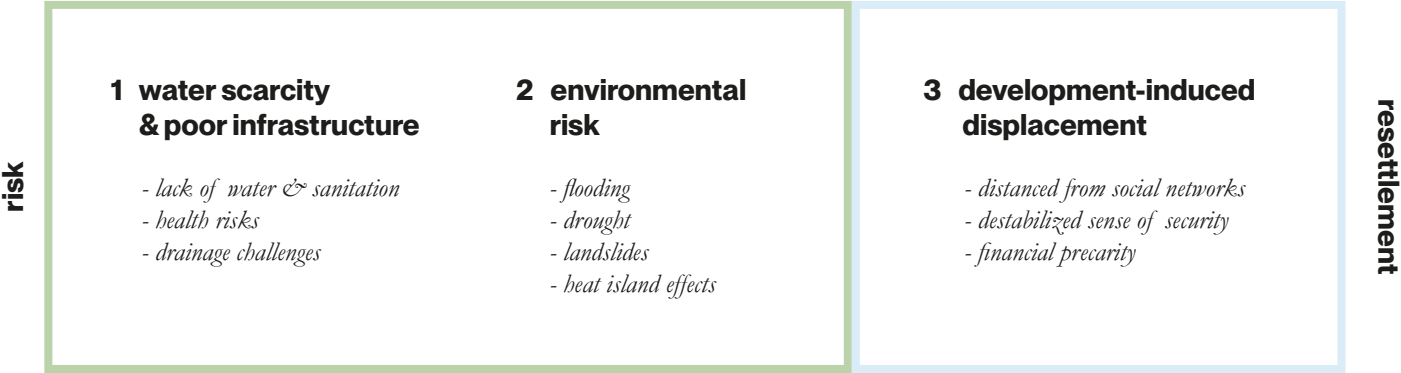 risk
1 water scarcity
& poor infrastructure
- lack of water & sanitation
- health risks
- drainage challenges
2 environmental
risk
- flooding
- drought
- landslides
- heat island effects
3 development-induced
displacement
- distanced from social networks
- destabilized sense of security
- financial precarity
resettlement